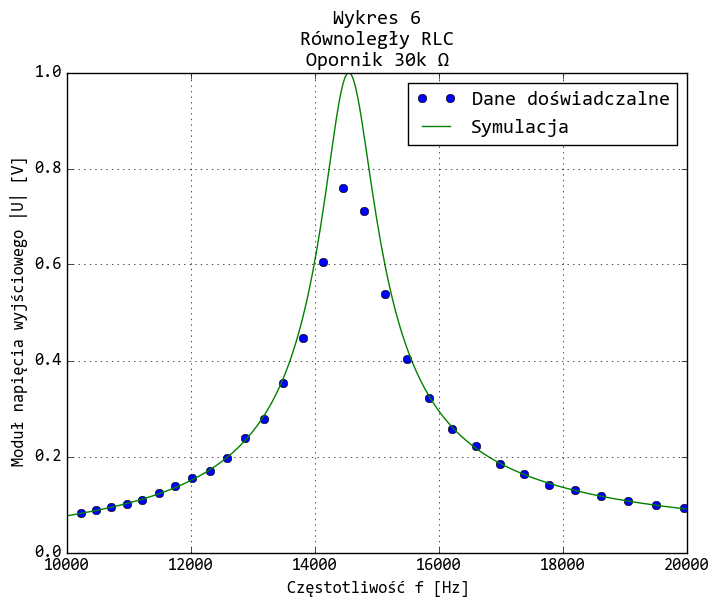 Wykres 6
Równoległy RLC
Opornik 30k Ω
Dane doświadczalne
Symulacja
Moduł napięcia wyjściowego |U| [V]
1.0
0.8
0.6
0.4
0.2
0.0
10000 12000 14000 16000 18000 20000
Częstotliwość f [Hz]